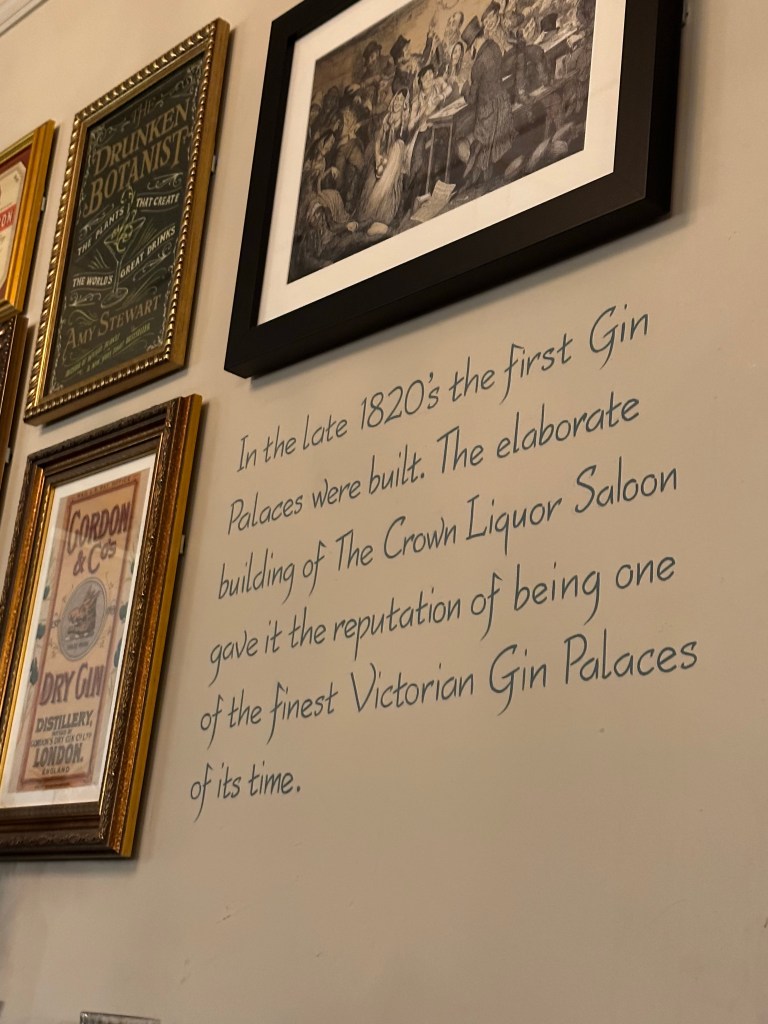 THE
DRUNKEN
BOTANIST
THE PLANTS
THAT CREATE
THE WORLD'S
GREAT DRINKS
AMY STEWART
GORDON
& Co's
DRY GIN
DISTILLERY,
LONDON.
ENGLAND
In the late 1820's the first Gin
Palaces were built. The elaborate
building of The Crown Liquor Saloon
gave it the reputation of being one
of the finest Victorian Gin Palaces
of its time.